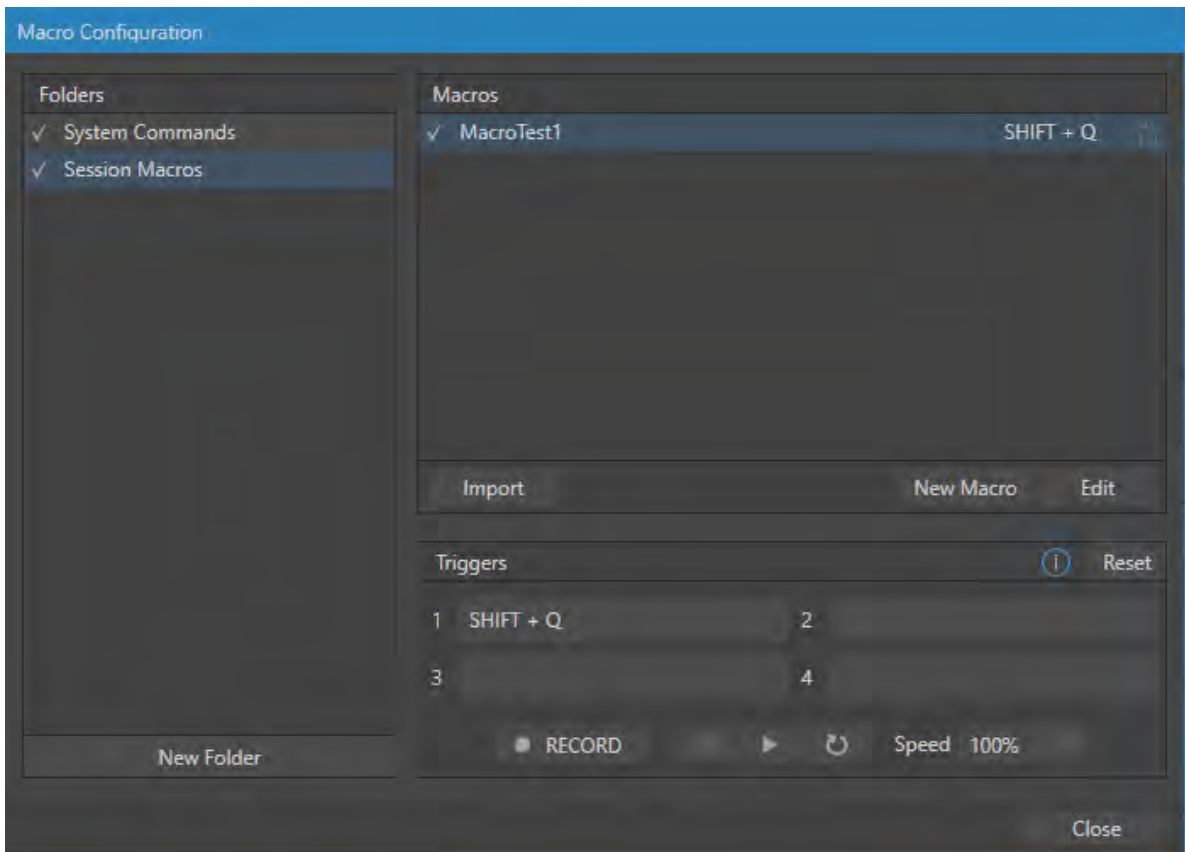 Macro Configuration
Folders
System Commands
Session Macros
New Folder
Macros
MacroTest1 SHIFT + Q
Import New Macro Edit
Triggers i Reset
1 SHIFT + Q 2
3 4
RECORD Speed 100%
Close